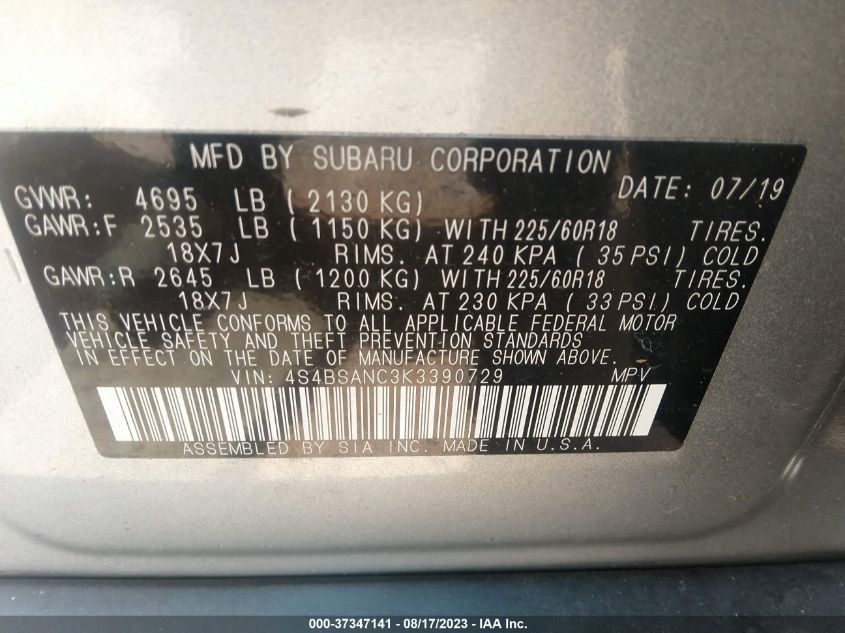 MFD BY SUBARU CORPORATION
DATE: 07/19
GVWR: 4695 LB ( 2130 KG)
GAWR:F 2535 LB ( 1150 KG) WITH 225/60R18 TIRES.
18X7J RIMS. AT 240 KPA ( 35 PSI) COLD
GAWR:R 2645 LB ( 1200 KG) WITH 225/60R18 TIRES.
18X7J RIMS. AT 230 KPA ( 33 PSI) COLD
THIS VEHICLE CONFORMS TO ALL APPLICABLE FEDERAL MOTOR
VEHICLE SAFETY AND THEFT PREVENTION STANDARDS
IN EFFECT ON THE DATE OF MANUFACTURE SHOWN ABOVE.
VIN: 4S4BSANC3K3390729 MPV
ASSEMBLED BY SIA INC. MADE IN U.S.A.
000-37347141 - 08/17/2023 - IAA Inc.